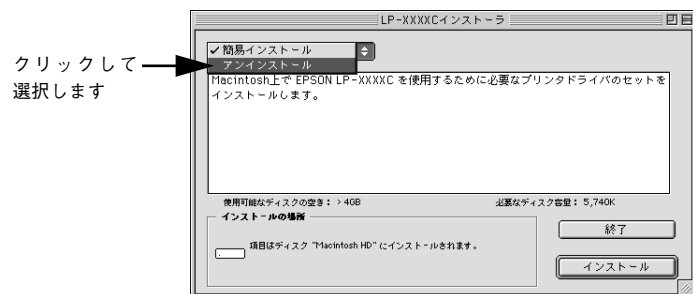 LP-XXXXCインストーラ
✓簡易インストール
アンインストール
クリックして
選択します
Macintosh上で EPSON LP-XXXXC を使用するために必要なプリンタドライバのセットを
インストールします。
使用可能なディスクの空き：＞4GB 必要なディスク容量：5,740K
インストールの場所
項目はディスク "Macintosh HD" にインストールされます。
終了
インストール